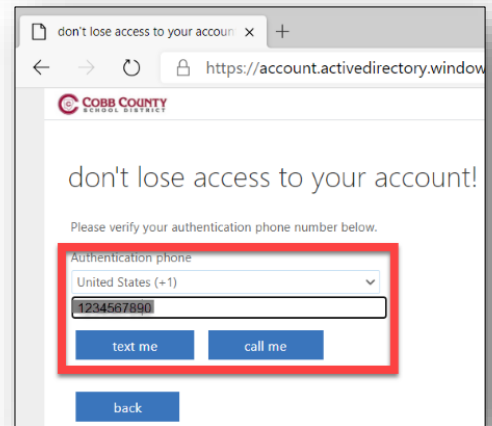 don't lose access to your accoun
https://account.activedirectory.window
COBB COUNTY
SCHOOL DISTRICT
don't lose access to your account!
Please verify your authentication phone number below.
Authentication phone
United States (+1)
1234567890
text me call me
back